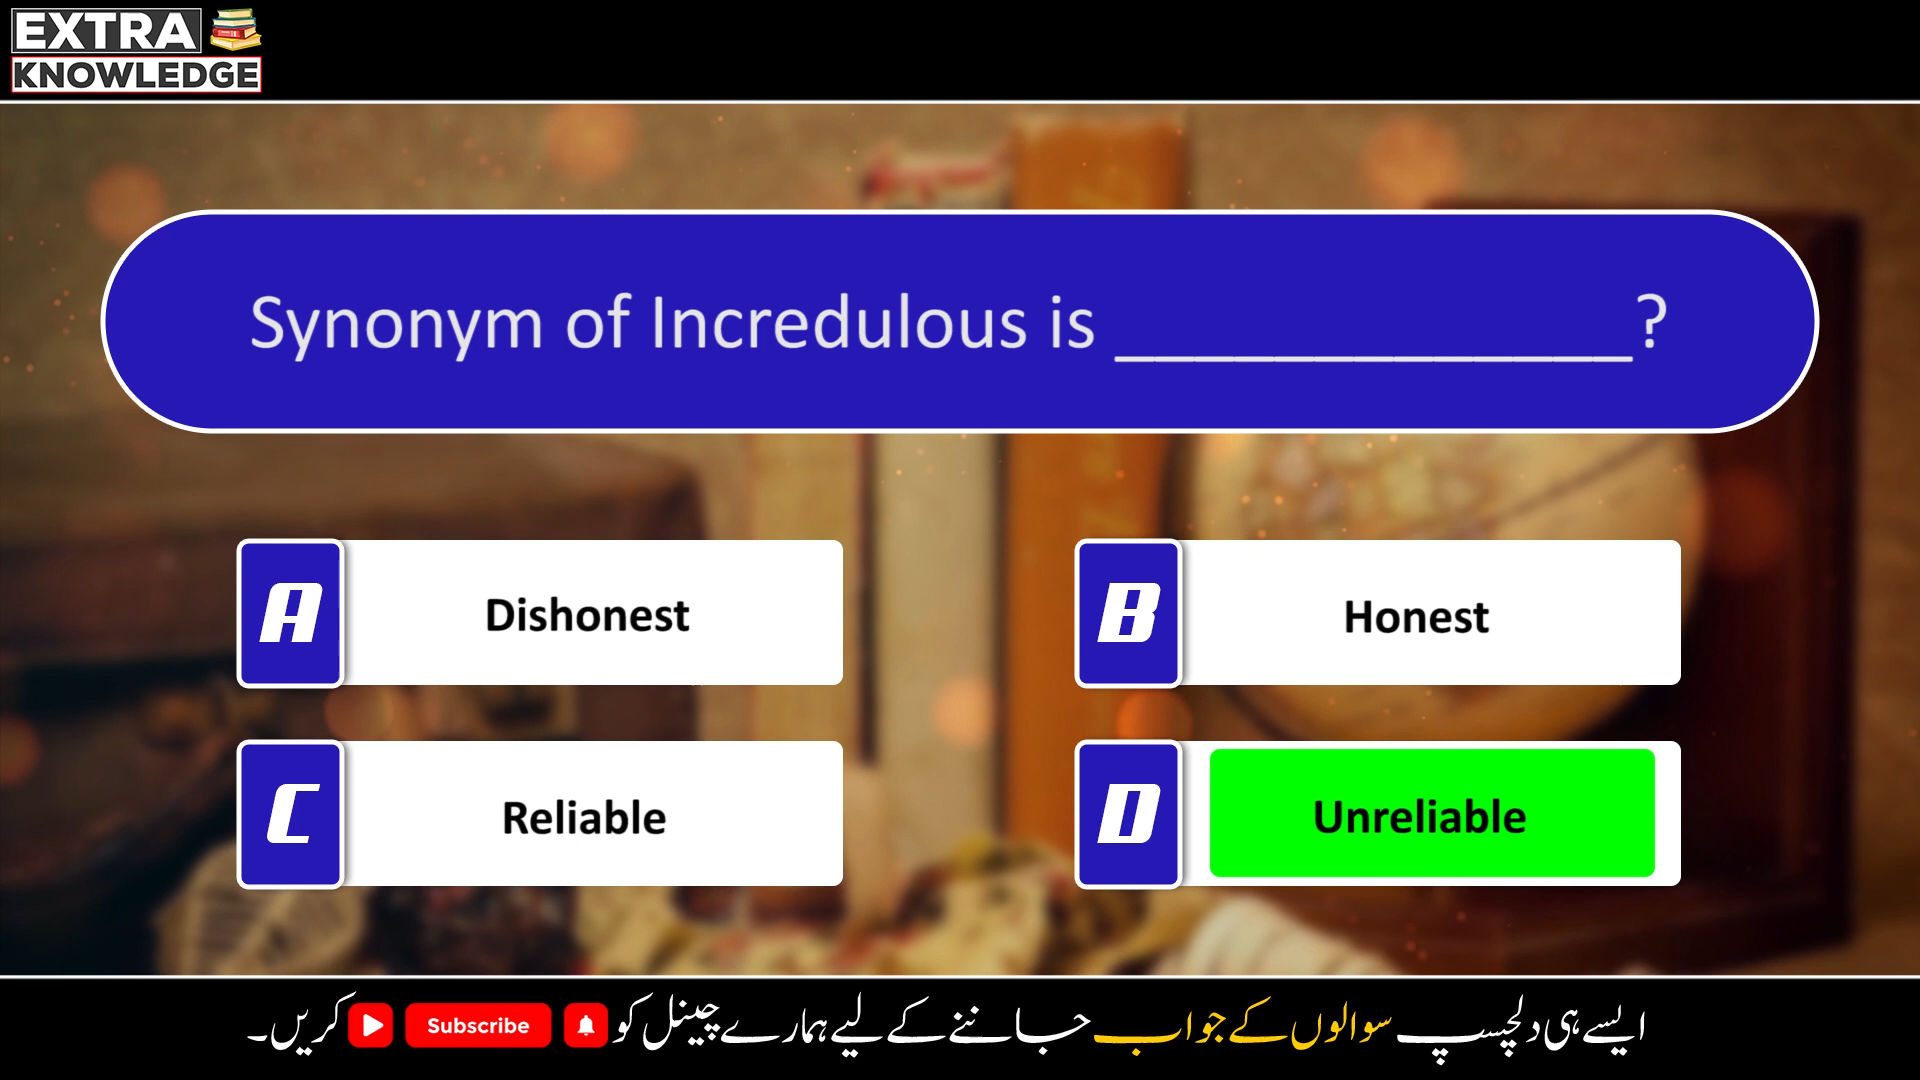 EXTRA
KNOWLEDGE
Synonym of Incredulous is _____________?
A Dishonest
B Honest
C Reliable
D Unreliable
ایسے ہی دلچسپ سوالوں کے جواب جاننے کے لیے ہمارے چینل کو Subscribe کریں۔